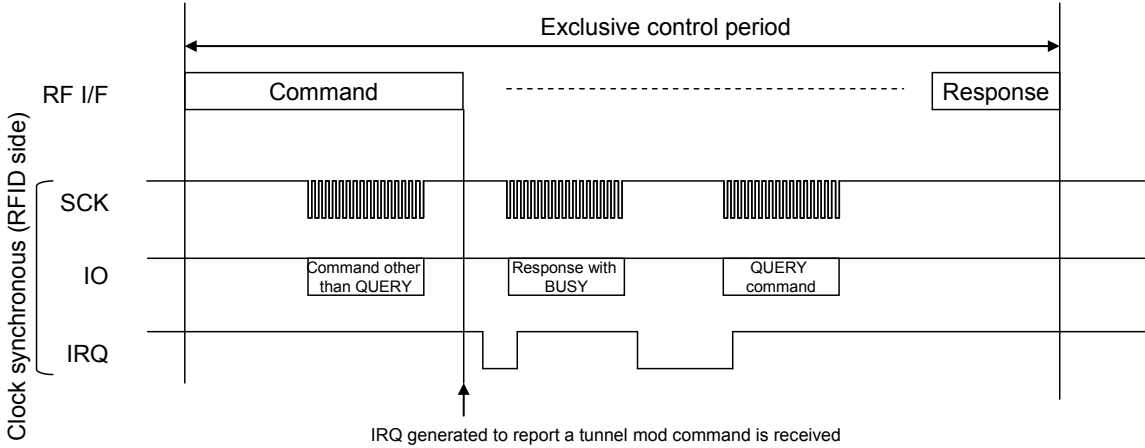 Exclusive control period
RF I/F
Command
Response
Clock synchronous (RFID side)
SCK
IO
Command other
than QUERY
Response with
BUSY
QUERY
command
IRQ
IRQ generated to report a tunnel mod command is received